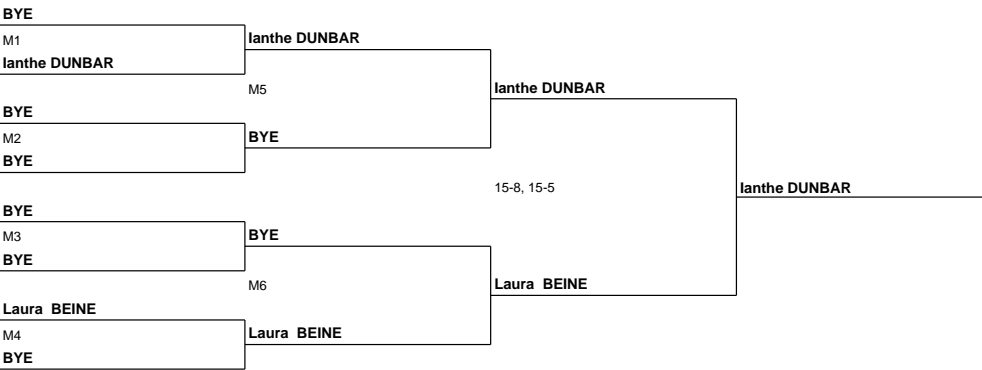 BYE
M1
Ianthe DUNBAR
BYE
M2
BYE
BYE
M3
BYE
Laura BEINE
M4
BYE
Ianthe DUNBAR
M5
BYE
BYE
M6
Laura BEINE
Ianthe DUNBAR
15-8, 15-5
Laura BEINE
Ianthe DUNBAR